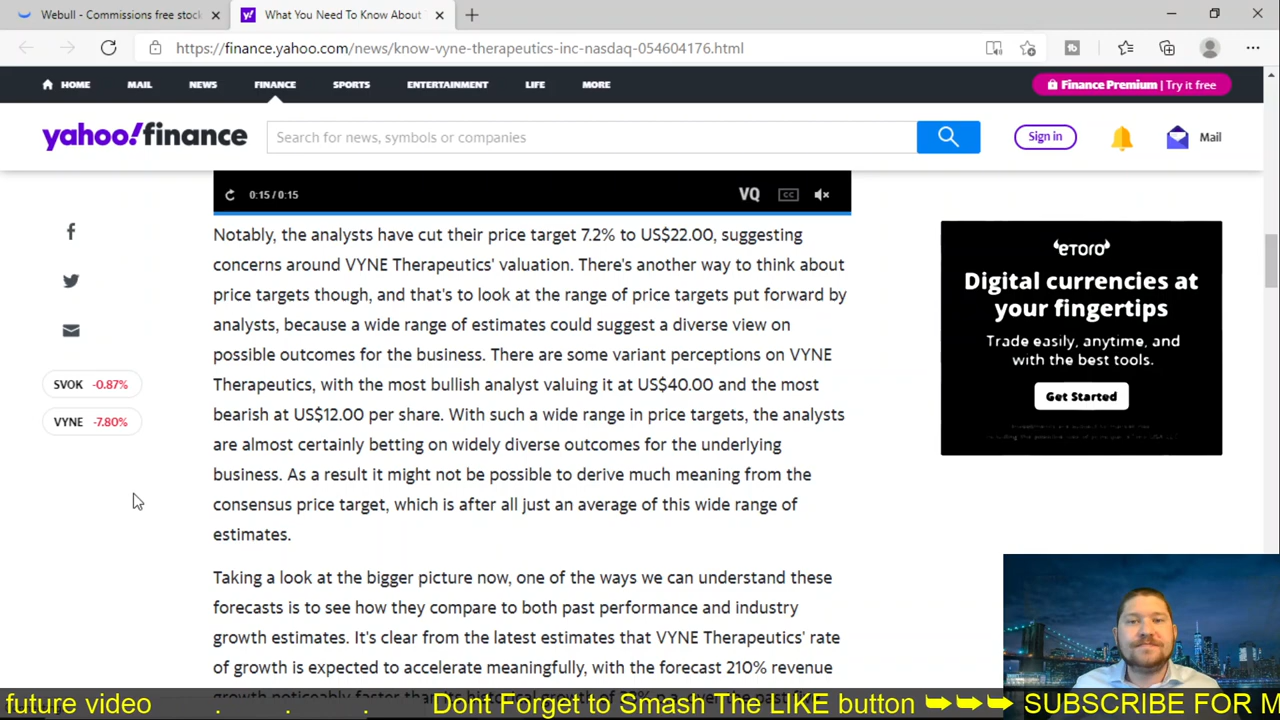 Webull - Commissions free stock
What You Need To Know About
https://finance.yahoo.com/news/know-vyne-therapeutics-inc-nasdaq-054604176.html
HOME MAIL NEWS FINANCE SPORTS ENTERTAINMENT LIFE MORE Finance Premium | Try it free
yahoo!finance Search for news, symbols or companies Sign in Mail
0:15 / 0:15 VQ CC
Notably, the analysts have cut their price target 7.2% to US$22.00, suggesting
concerns around VYNE Therapeutics' valuation. There's another way to think about
price targets though, and that's to look at the range of price targets put forward by
analysts, because a wide range of estimates could suggest a diverse view on
possible outcomes for the business. There are some variant perceptions on VYNE
Therapeutics, with the most bullish analyst valuing it at US$40.00 and the most
bearish at US$12.00 per share. With such a wide range in price targets, the analysts
are almost certainly betting on widely diverse outcomes for the underlying
business. As a result it might not be possible to derive much meaning from the
consensus price target, which is after all just an average of this wide range of
estimates.
Taking a look at the bigger picture now, one of the ways we can understand these
forecasts is to see how they compare to both past performance and industry
growth estimates. It's clear from the latest estimates that VYNE Therapeutics' rate
of growth is expected to accelerate meaningfully, with the forecast 210% revenue
SVOK -0.87%
VYNE -7.80%
eToro
Digital currencies at
your fingertips
Trade easily, anytime, and
with the best tools.
Get Started
future video . . . Dont Forget to Smash The LIKE button ➥➥➥ SUBSCRIBE FOR M